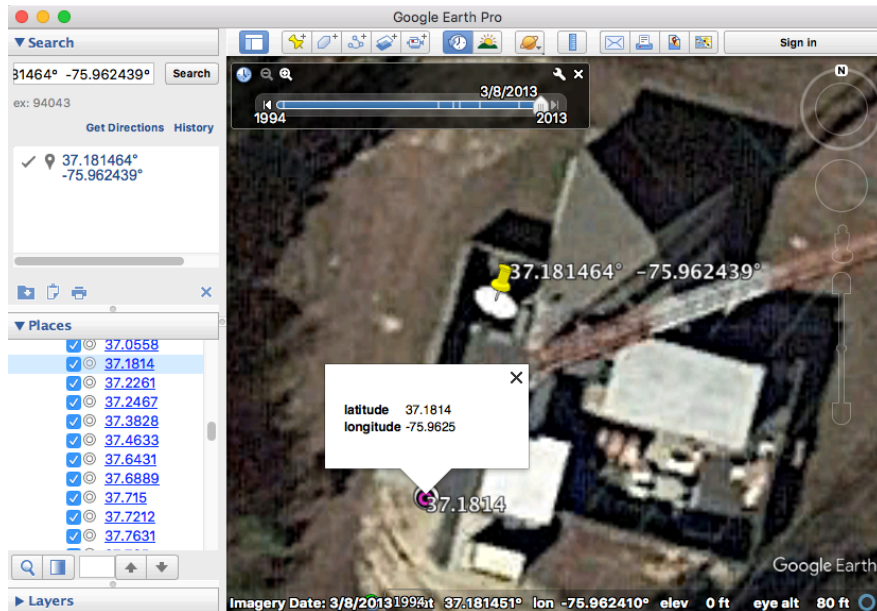 Google Earth Pro
Search
31464° -75.962439°
Search
ex: 94043
Get Directions History
37.181464°
-75.962439°
Places
37.0558
37.1814
37.2261
37.2467
37.3828
37.4633
37.6431
37.6889
37.715
37.7212
37.7631
Layers
Sign in
N
3/8/2013
1994
2013
37.181464° -75.962439°
latitude 37.1814
longitude -75.9625
37.1814
Google Earth
Imagery Date: 3/8/2013 1994 37.181451° lon -75.962410° elev 0 ft eye alt 80 ft